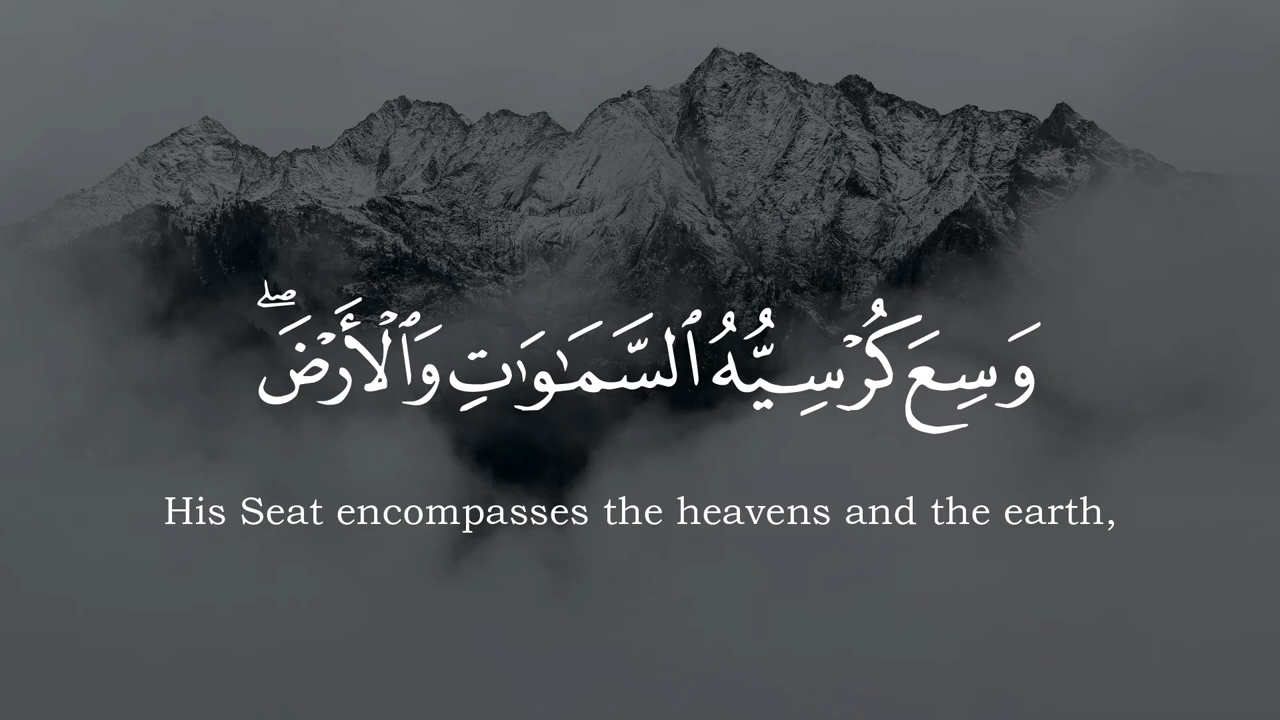 وَسِعَ كُرْسِيُّهُ ٱلسَّمَٰوَٰتِ وَٱلْأَرْضَ ۖ
His Seat encompasses the heavens and the earth,